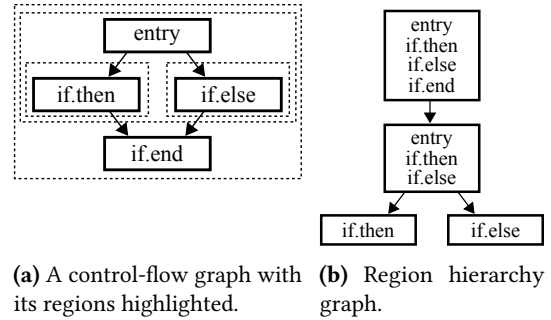 entry
if.then
if.else
if.end
(a) A control-flow graph with
its regions highlighted.
entry
if.then
if.else
if.end
entry
if.then
if.else
if.then
if.else
(b) Region hierarchy
graph.